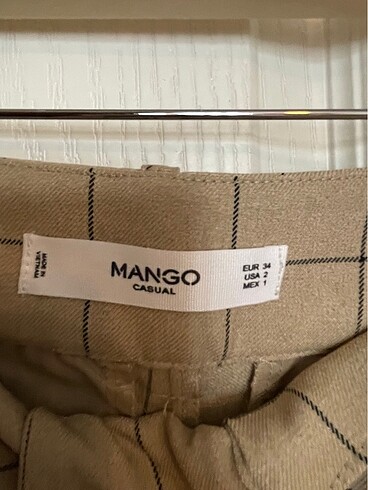 MADE IN
VIETNAM
MANGO
CASUAL
EUR 34
USA 2
MEX 1